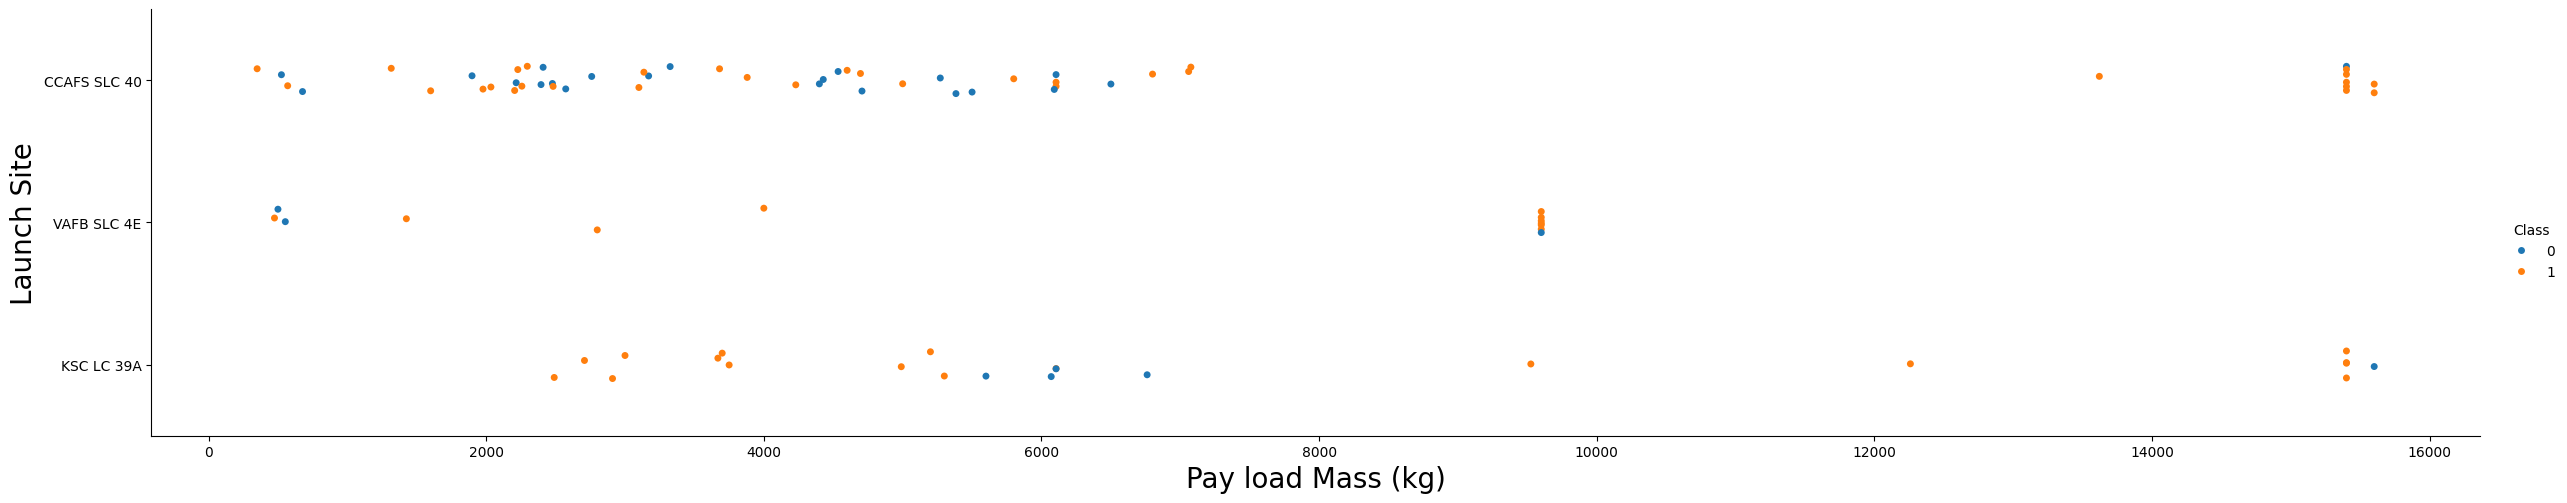 CCAFS SLC 40
VAFB SLC 4E
KSC LC 39A
Launch Site
0 2000 4000 6000 8000 10000 12000 14000 16000
Pay load Mass (kg)
Class
0
1